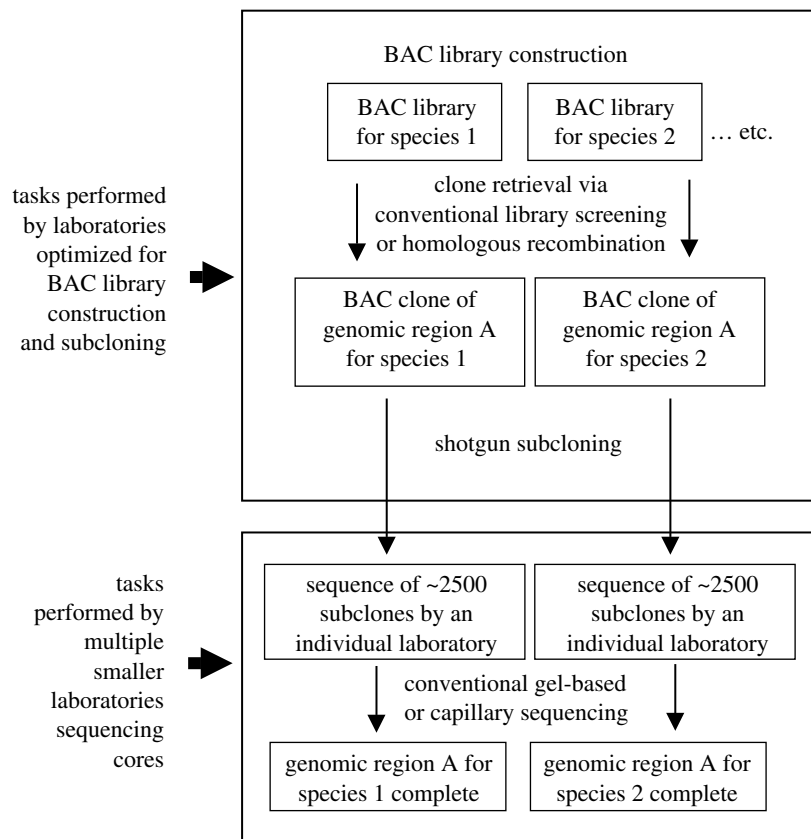 BAC library construction
BAC library
for species 1
BAC library
for species 2
… etc.
clone retrieval via
conventional library screening
or homologous recombination
tasks performed
by laboratories
optimized for
BAC library
construction
and subcloning
BAC clone of
genomic region A
for species 1
BAC clone of
genomic region A
for species 2
shotgun subcloning
tasks
performed by
multiple
smaller
laboratories
sequencing
cores
sequence of ~2500
subclones by an
individual laboratory
sequence of ~2500
subclones by an
individual laboratory
conventional gel-based
or capillary sequencing
genomic region A for
species 1 complete
genomic region A for
species 2 complete